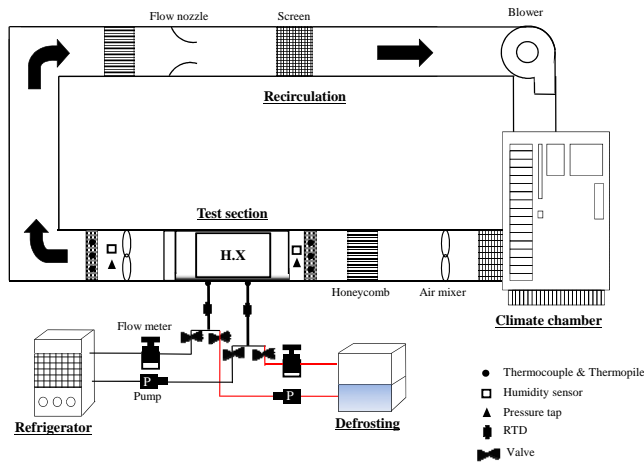 Flow nozzle
Screen
Blower
Recirculation
Test section
H.X
Honeycomb
Air mixer
Climate chamber
Flow meter
P
Pump
P
Refrigerator
Defrosting
Thermocouple & Thermopile
Humidity sensor
Pressure tap
RTD
Valve